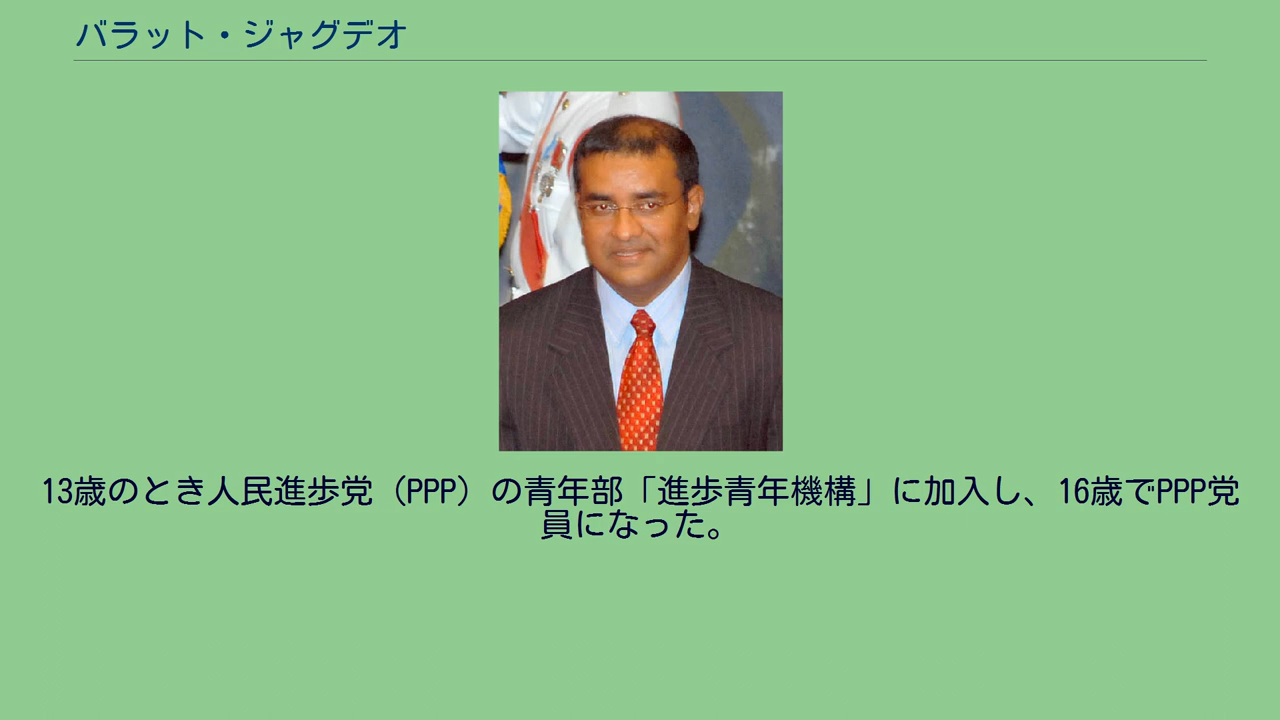 バラット・ジャグデオ
13歳のとき人民進歩党（PPP）の青年部「進歩青年機構」に加入し、16歳でPPP党
員になった。